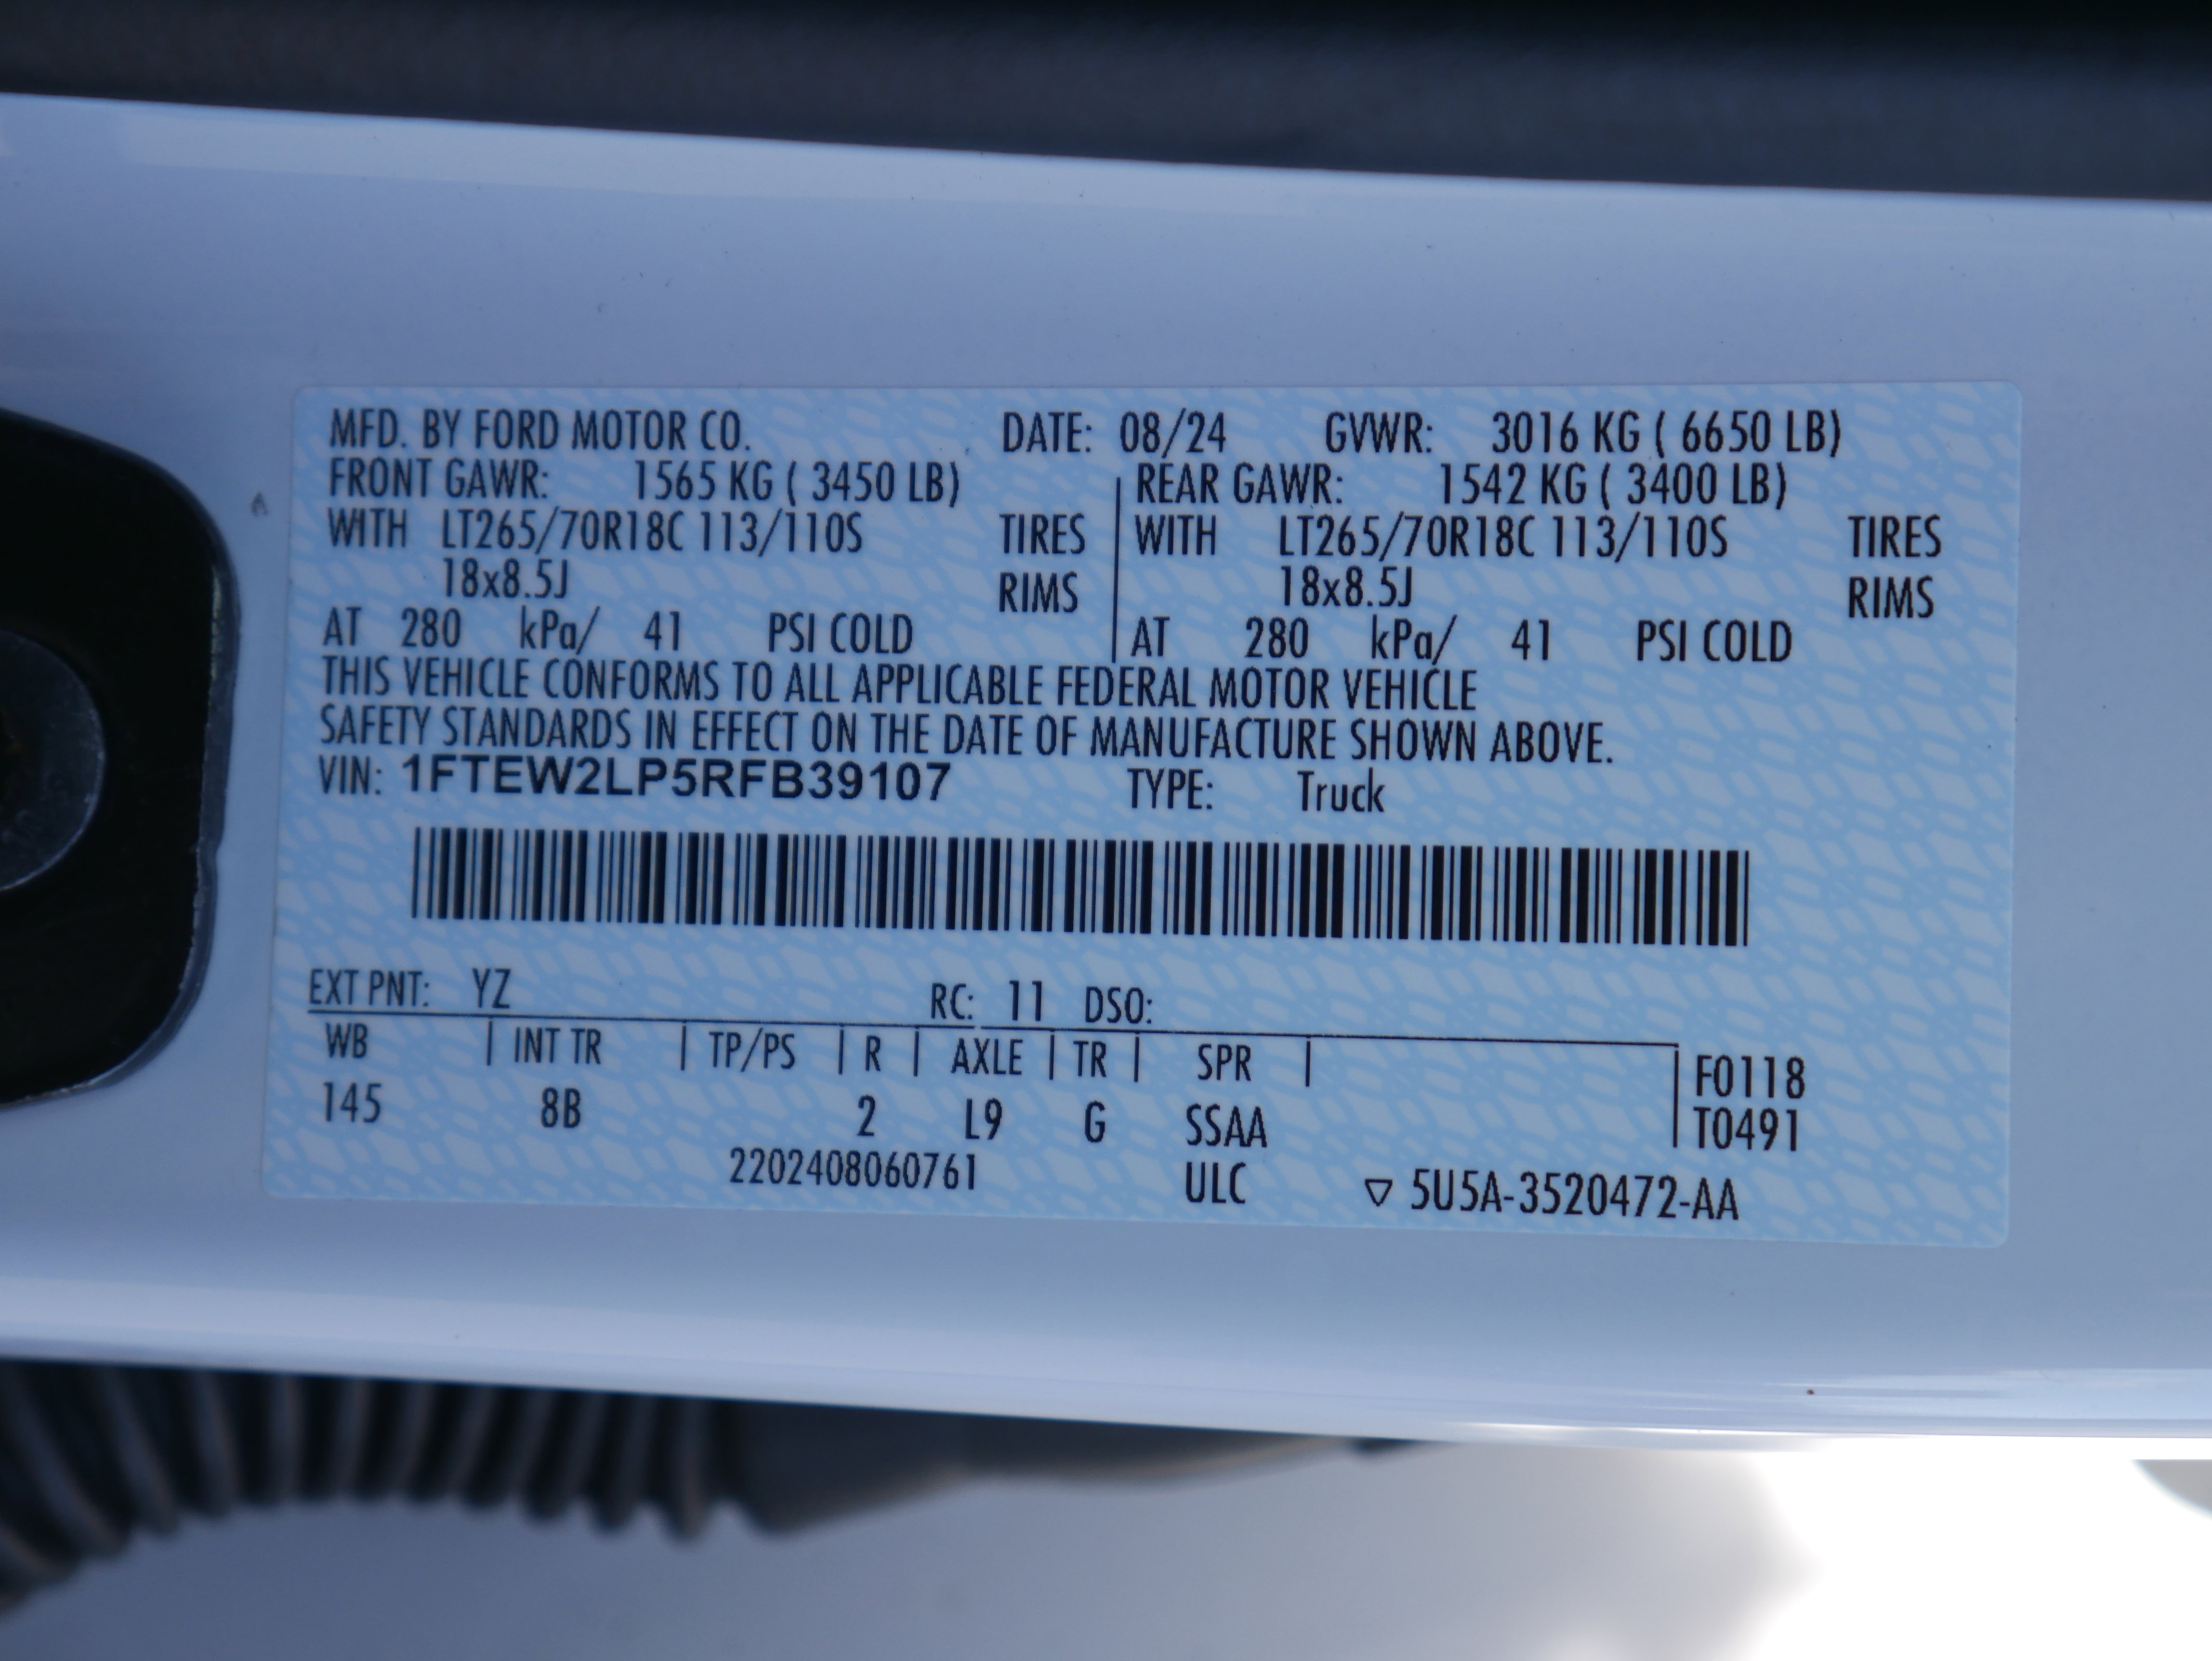 MFD. BY FORD MOTOR CO. DATE: 08/24 GVWR: 3016 KG ( 6650 LB)
FRONT GAWR: 1565 KG ( 3450 LB) REAR GAWR: 1542 KG ( 3400 LB)
WITH LT265/70R18C 113/110S TIRES WITH LT265/70R18C 113/110S TIRES
18x8.5J RIMS 18x8.5J RIMS
AT 280 kPa/ 41 PSI COLD AT 280 kPa/ 41 PSI COLD
THIS VEHICLE CONFORMS TO ALL APPLICABLE FEDERAL MOTOR VEHICLE
SAFETY STANDARDS IN EFFECT ON THE DATE OF MANUFACTURE SHOWN ABOVE.
VIN: 1FTEW2LP5RFB39107 TYPE: Truck
EXT PNT: YZ RC: 11 DSO:
WB | INT TR | TP/PS | R | AXLE | TR | SPR | F0118
145 8B 2 L9 G SSAA T0491
2202408060761 ULC ▽ 5U5A-3520472-AA